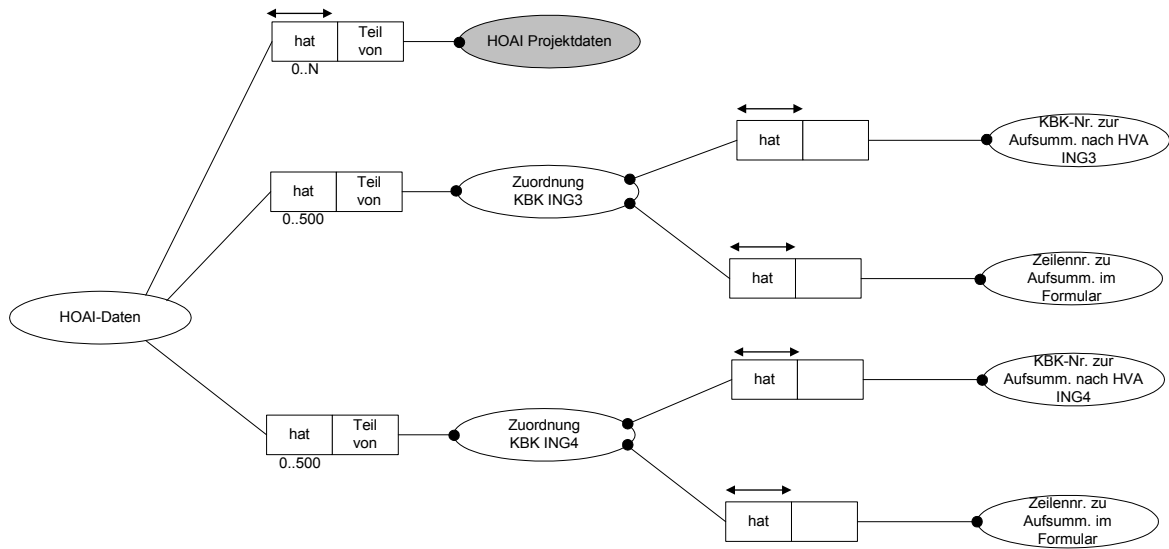 hat
Teil
von
0..N
HOAI Projektdaten
hat
KBK-Nr. zur
Aufsumm. nach HVA
ING3
hat
Teil
von
0..500
Zuordnung
KBK ING3
hat
Zeilennr. zu
Aufsumm. im
Formular
HOAI-Daten
hat
KBK-Nr. zur
Aufsumm. nach HVA
ING4
hat
Teil
von
0..500
Zuordnung
KBK ING4
hat
Zeilennr. zu
Aufsumm. im
Formular